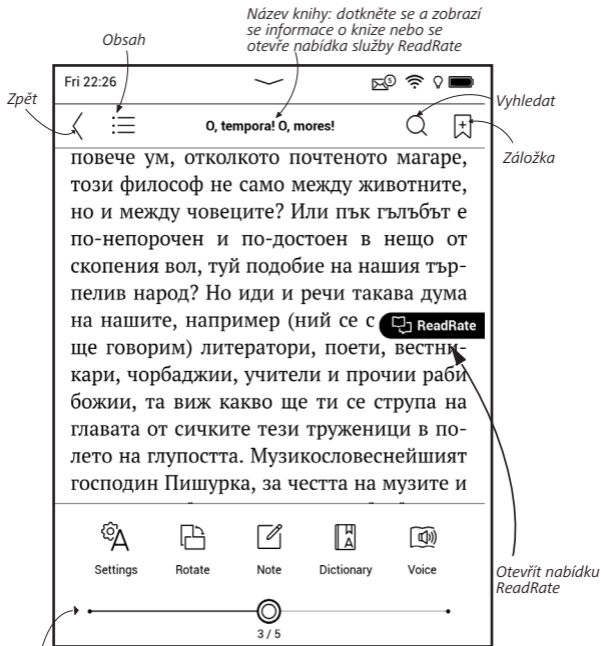 Název knihy: dotkněte se a zobrazí
se informace o knize nebo se
otevře nabídka služby ReadRate
Obsah
Zpět
Fri 22:26
5
O, tempora! O, mores!
Vyhledat
Záložka
повече ум, отколкото почтеното магаре,
този философ не само между животните,
но и между човеците? Или пък гълъбът е
по-непорочен и по-достоен в нещо от
скопения вол, туй подобие на нашия тър-
пелив народ? Но иди и речи такава дума
на нашите, например (ний се с
ReadRate
ще говорим) литератори, поети, вестни-
кари, чорбаджии, учители и прочии раби
божии, та виж какво ще ти се струпа на
главата от сичките тези труженици в по-
лето на глупостта. Музикословеснейшият
господин Пишурка, за честта на музите и
Settings Rotate Note Dictionary Voice
Otevřít nabídku
ReadRate
3 / 5